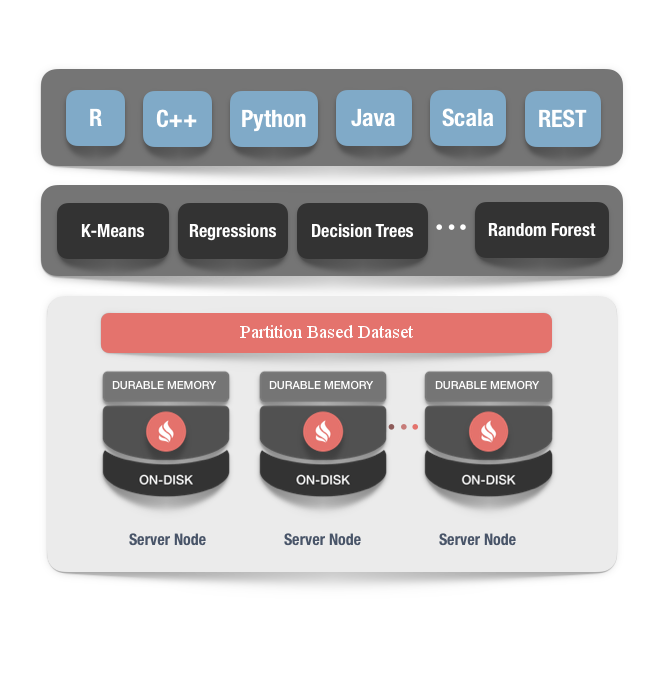 R
C++
Python
Java
Scala
REST
K-Means
Regressions
Decision Trees
Random Forest
Partition Based Dataset
DURABLE MEMORY
DURABLE MEMORY
DURABLE MEMORY
ON-DISK
ON-DISK
ON-DISK
Server Node
Server Node
Server Node